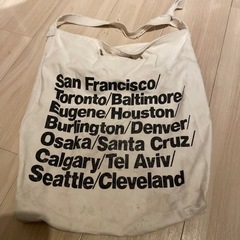 San Francisco/
Toronto/Baltimore/
Eugene/Houston/
Burlington/Denver/
Osaka/Santa Cruz/
Calgary/Tel Aviv/
Seattle/Cleveland